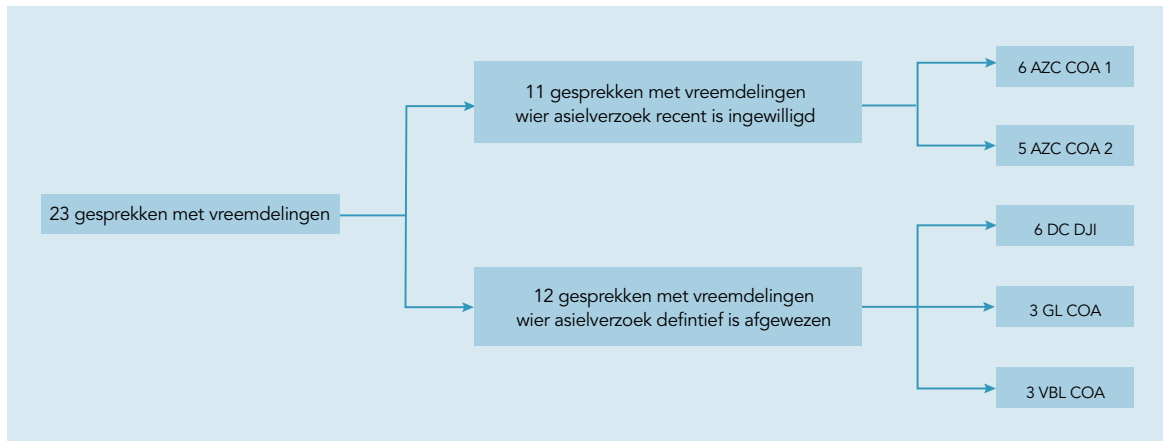 23 gesprekken met vreemdelingen
11 gesprekken met vreemdelingen
wier asielverzoek recent is ingewilligd
6 AZC COA 1
5 AZC COA 2
12 gesprekken met vreemdelingen
wier asielverzoek defintief is afgewezen
6 DC DJI
3 GL COA
3 VBL COA